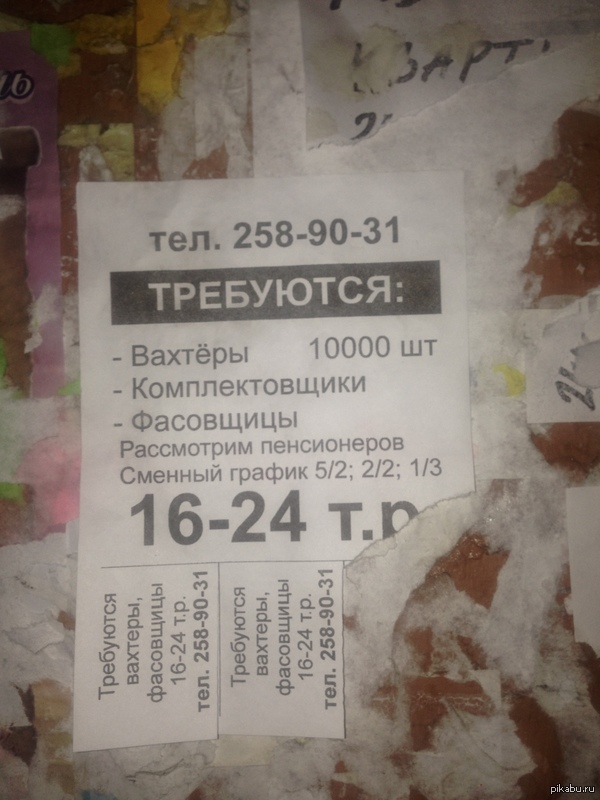 КВАРТ
тел. 258-90-31
ТРЕБУЮТСЯ:
- Вахтёры 10000 шт
- Комплектовщики
- Фасовщицы
Рассмотрим пенсионеров
Сменный график 5/2; 2/2; 1/3
16-24 т.р
Требуются
вахтеры,
фасовщицы
16-24 т.р.
тел. 258-90-31
Требуются
вахтеры,
фасовщицы
16-24 т.р.
тел. 258-90-31
pikabu.ru